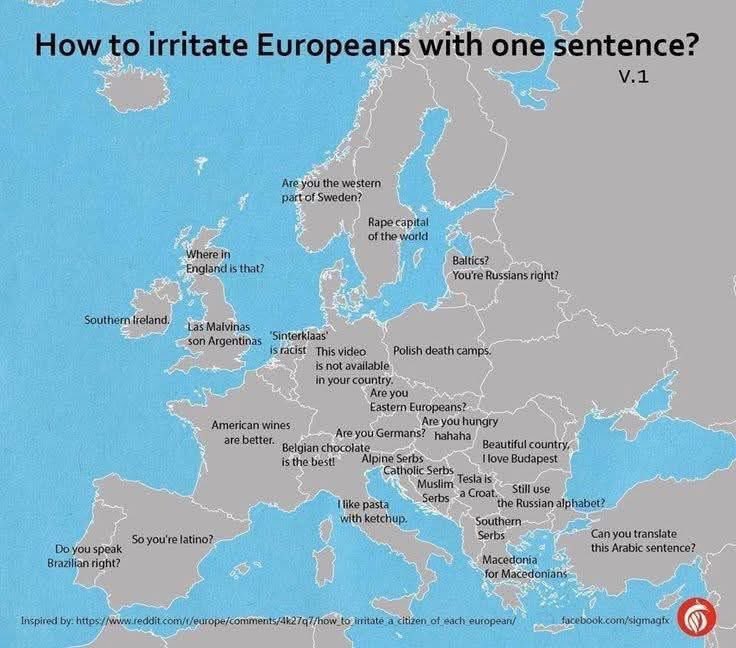 How to irritate Europeans with one sentence?
V.1
Are you the western
part of Sweden?
Rape capital
of the world
Where in
England is that?
Baltics?
You're Russians right?
Southern Ireland.
Las Malvinas
son Argentinas
'Sinterklaas'
is racist
This video
is not available
in your country.
Polish death camps.
Are you
Eastern Europeans?
American wines
are better.
Are you Germans?
Are you hungry
hahaha
Belgian chocolate
is the best!
Alpine Serbs
Beautiful country,
I love Budapest
Catholic Serbs
Muslim
Serbs
Tesla is
a Croat.
Still use
the Russian alphabet?
I like pasta
with ketchup.
Southern
Serbs
Do you speak
Brazilian right?
So you're latino?
Can you translate
this Arabic sentence?
Macedonia
for Macedonians
Inspired by: https://www.reddit.com/r/europe/comments/4k27q7/how_to_irritate_a_citizen_of_each_european/
facebook.com/sigmagfx